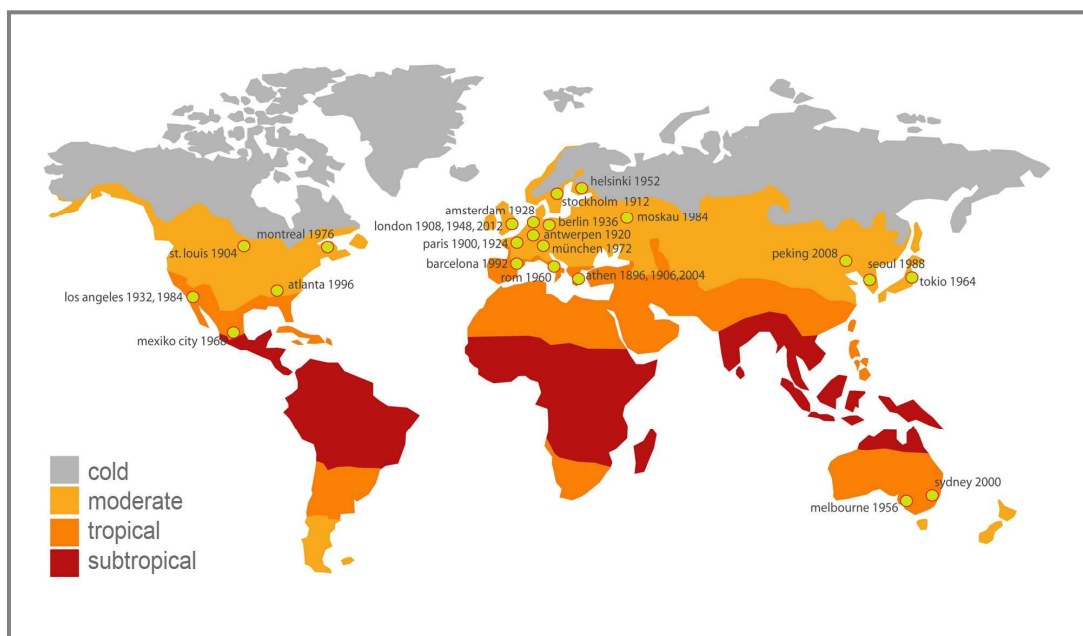 helsinki 1952
stockholm 1912
amsterdam 1928
london 1908, 1948, 2012
berlin 1936
moskau 1984
antwerpen 1920
paris 1900, 1924
münchen 1972
montreal 1976
st. louis 1904
barcelona 1992
rom 1960
athen 1896, 1906,2004
peking 2008
seoul 1988
tokio 1964
los angeles 1932, 1984
atlanta 1996
mexiko city 1968
cold
moderate
tropical
subtropical
sydney 2000
melbourne 1956